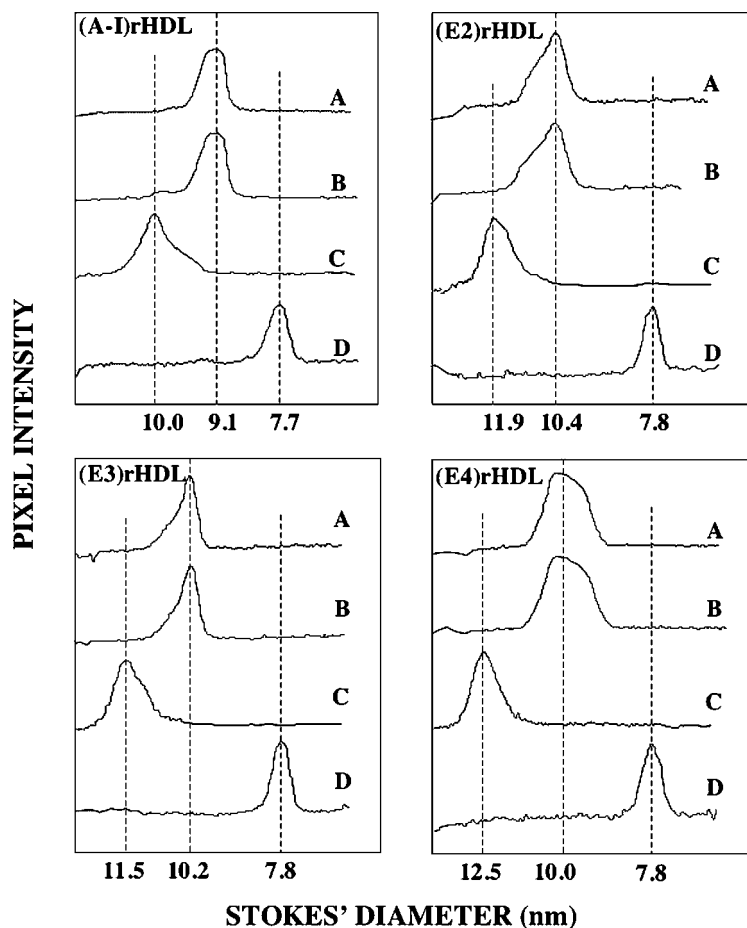 (A-I)rHDL
A
B
C
D
10.0 9.1 7.7
(E2)rHDL
A
B
C
D
11.9 10.4 7.8
(E3)rHDL
A
B
C
D
11.5 10.2 7.8
(E4)rHDL
A
B
C
D
12.5 10.0 7.8
PIXEL INTENSITY
STOKES' DIAMETER (nm)